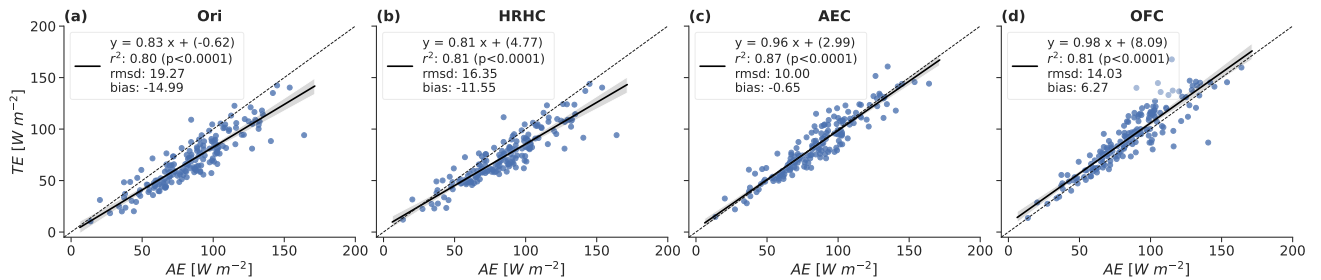 (a) Ori
y = 0.83 x + (-0.62)
r²: 0.80 (p<0.0001)
rmsd: 19.27
bias: -14.99
200
150
100
50
0
TE [W m⁻²]
0 50 100 150 200
AE [W m⁻²]
(b) HRHC
y = 0.81 x + (4.77)
r²: 0.81 (p<0.0001)
rmsd: 16.35
bias: -11.55
0 50 100 150 200
AE [W m⁻²]
(c) AEC
y = 0.96 x + (2.99)
r²: 0.87 (p<0.0001)
rmsd: 10.00
bias: -0.65
0 50 100 150 200
AE [W m⁻²]
(d) OFC
y = 0.98 x + (8.09)
r²: 0.81 (p<0.0001)
rmsd: 14.03
bias: 6.27
0 50 100 150 200
AE [W m⁻²]